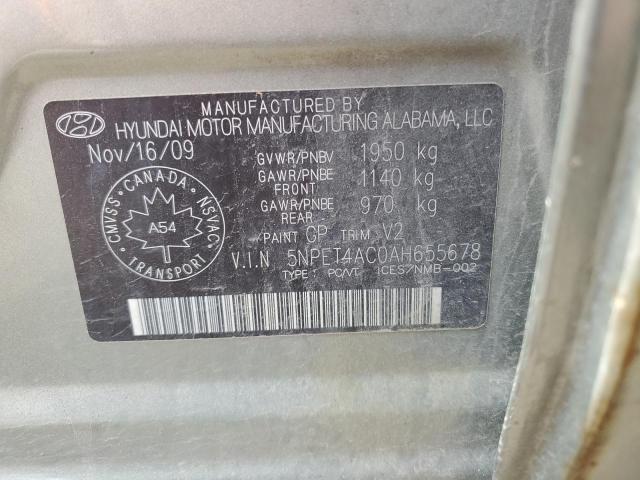 MANUFACTURED BY
HYUNDAI MOTOR MANUFACTURING ALABAMA, LLC
Nov/16/09
GVWR/PNBV 1950 kg
GAWR/PNBE FRONT 1140 kg
GAWR/PNBE REAR 970 kg
PAINT GP TRIM V2
V.I.N 5NPET4AC0AH655678
TYPE : PC/VT ICES/NMB-002
CANADA
CMVSS NSVAC
A54
TRANSPORT